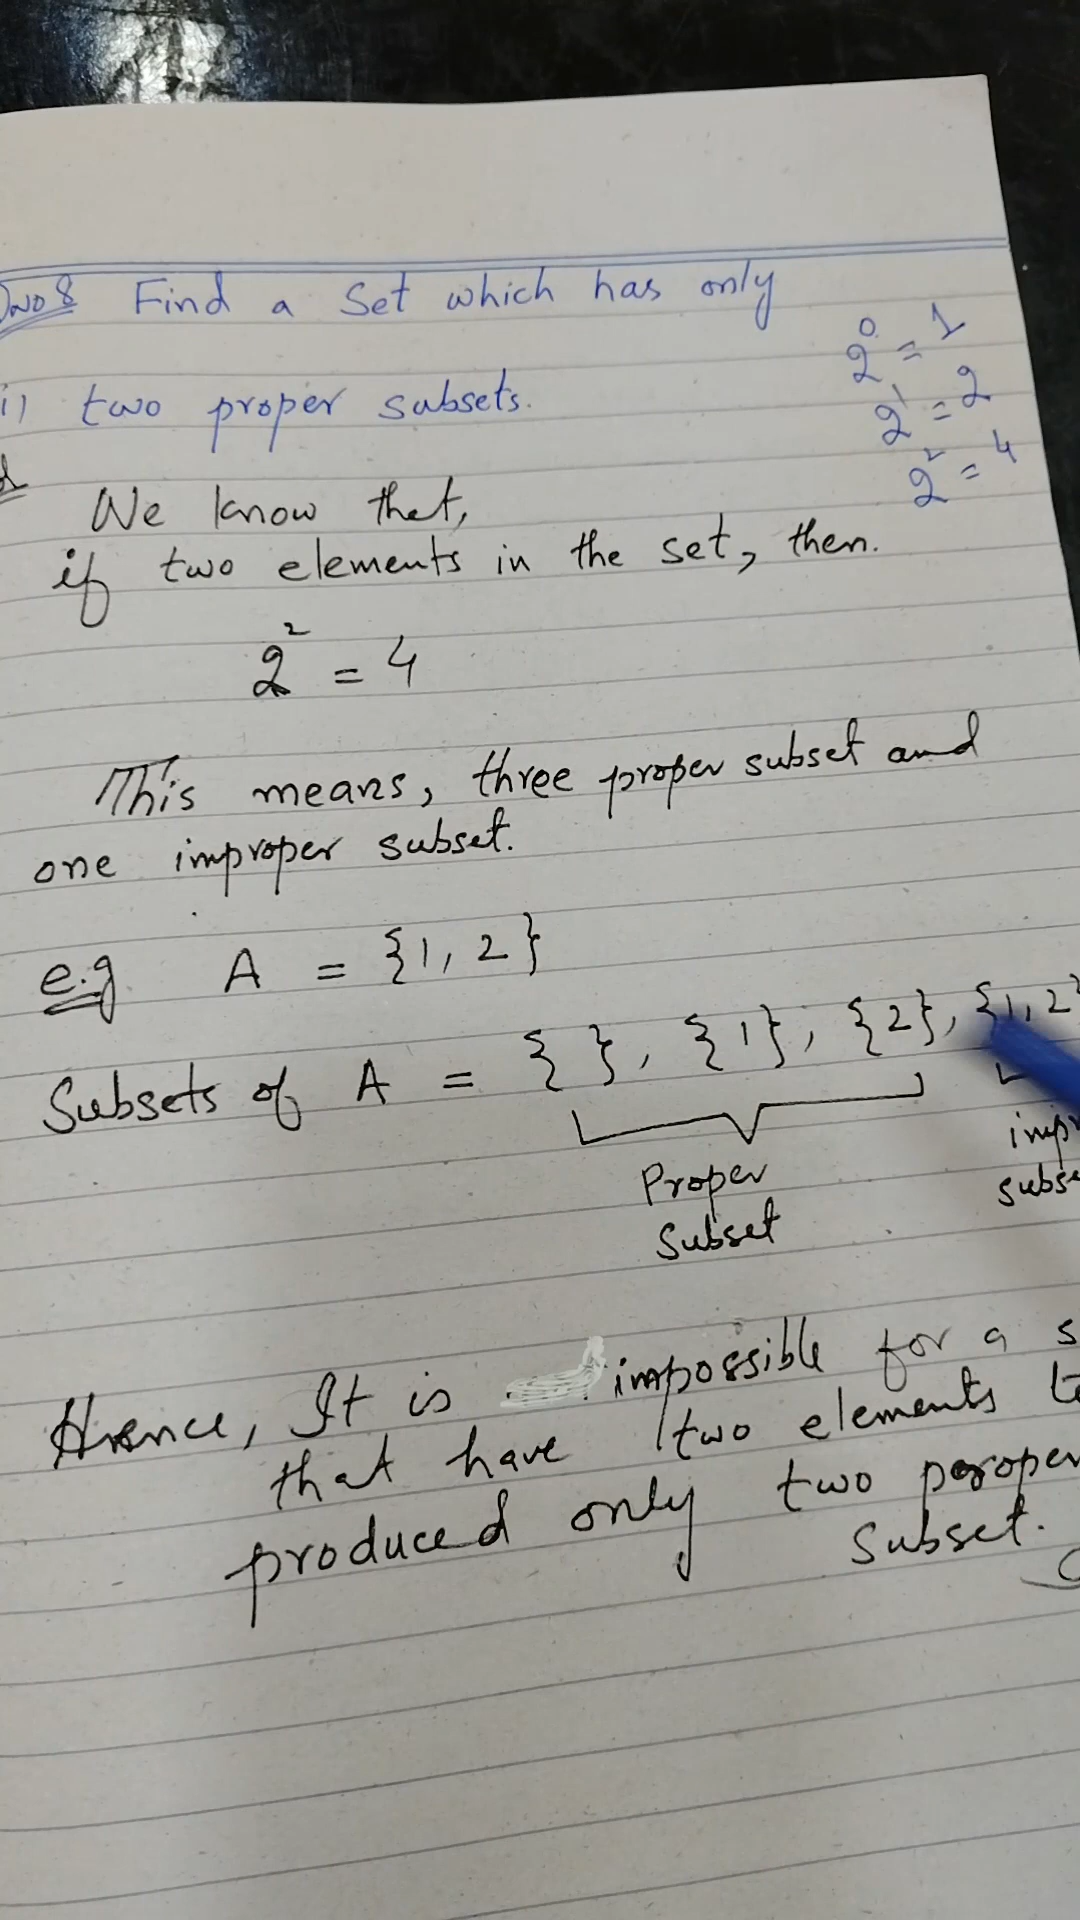 Find a Set which has only
i) two proper subsets.
2⁰ = 1
2¹ = 2
2² = 4
We know that,
if two elements in the set, then.
2² = 4
This means, three proper subset and
one improper subset.
e.g A = {1, 2}
Subsets of A = { }, {1}, {2}, {1, 2}
Proper
Subset
Hence, It is impossible for a
that have two elements
produced only two peroper
Subset.